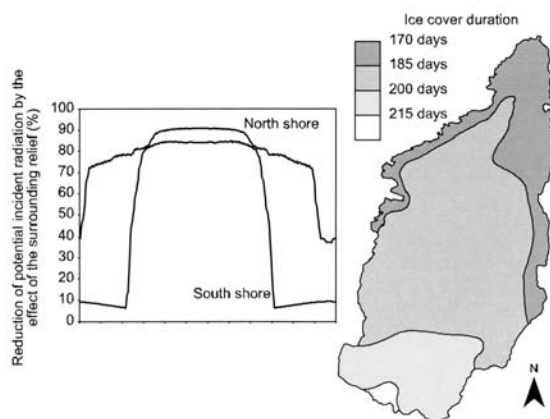 Ice cover duration
170 days
185 days
200 days
215 days
Reduction of potential incident radiation by the
effect of the surrounding relief (%)
100
90
80
70
60
50
40
30
20
10
0
North shore
South shore
N